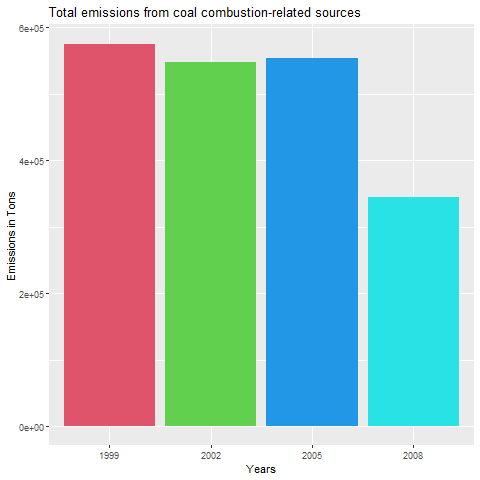 Total emissions from coal combustion-related sources
6e+05
4e+05
2e+05
0e+00
Emissions in Tons
1999 2002 2005 2008
Years